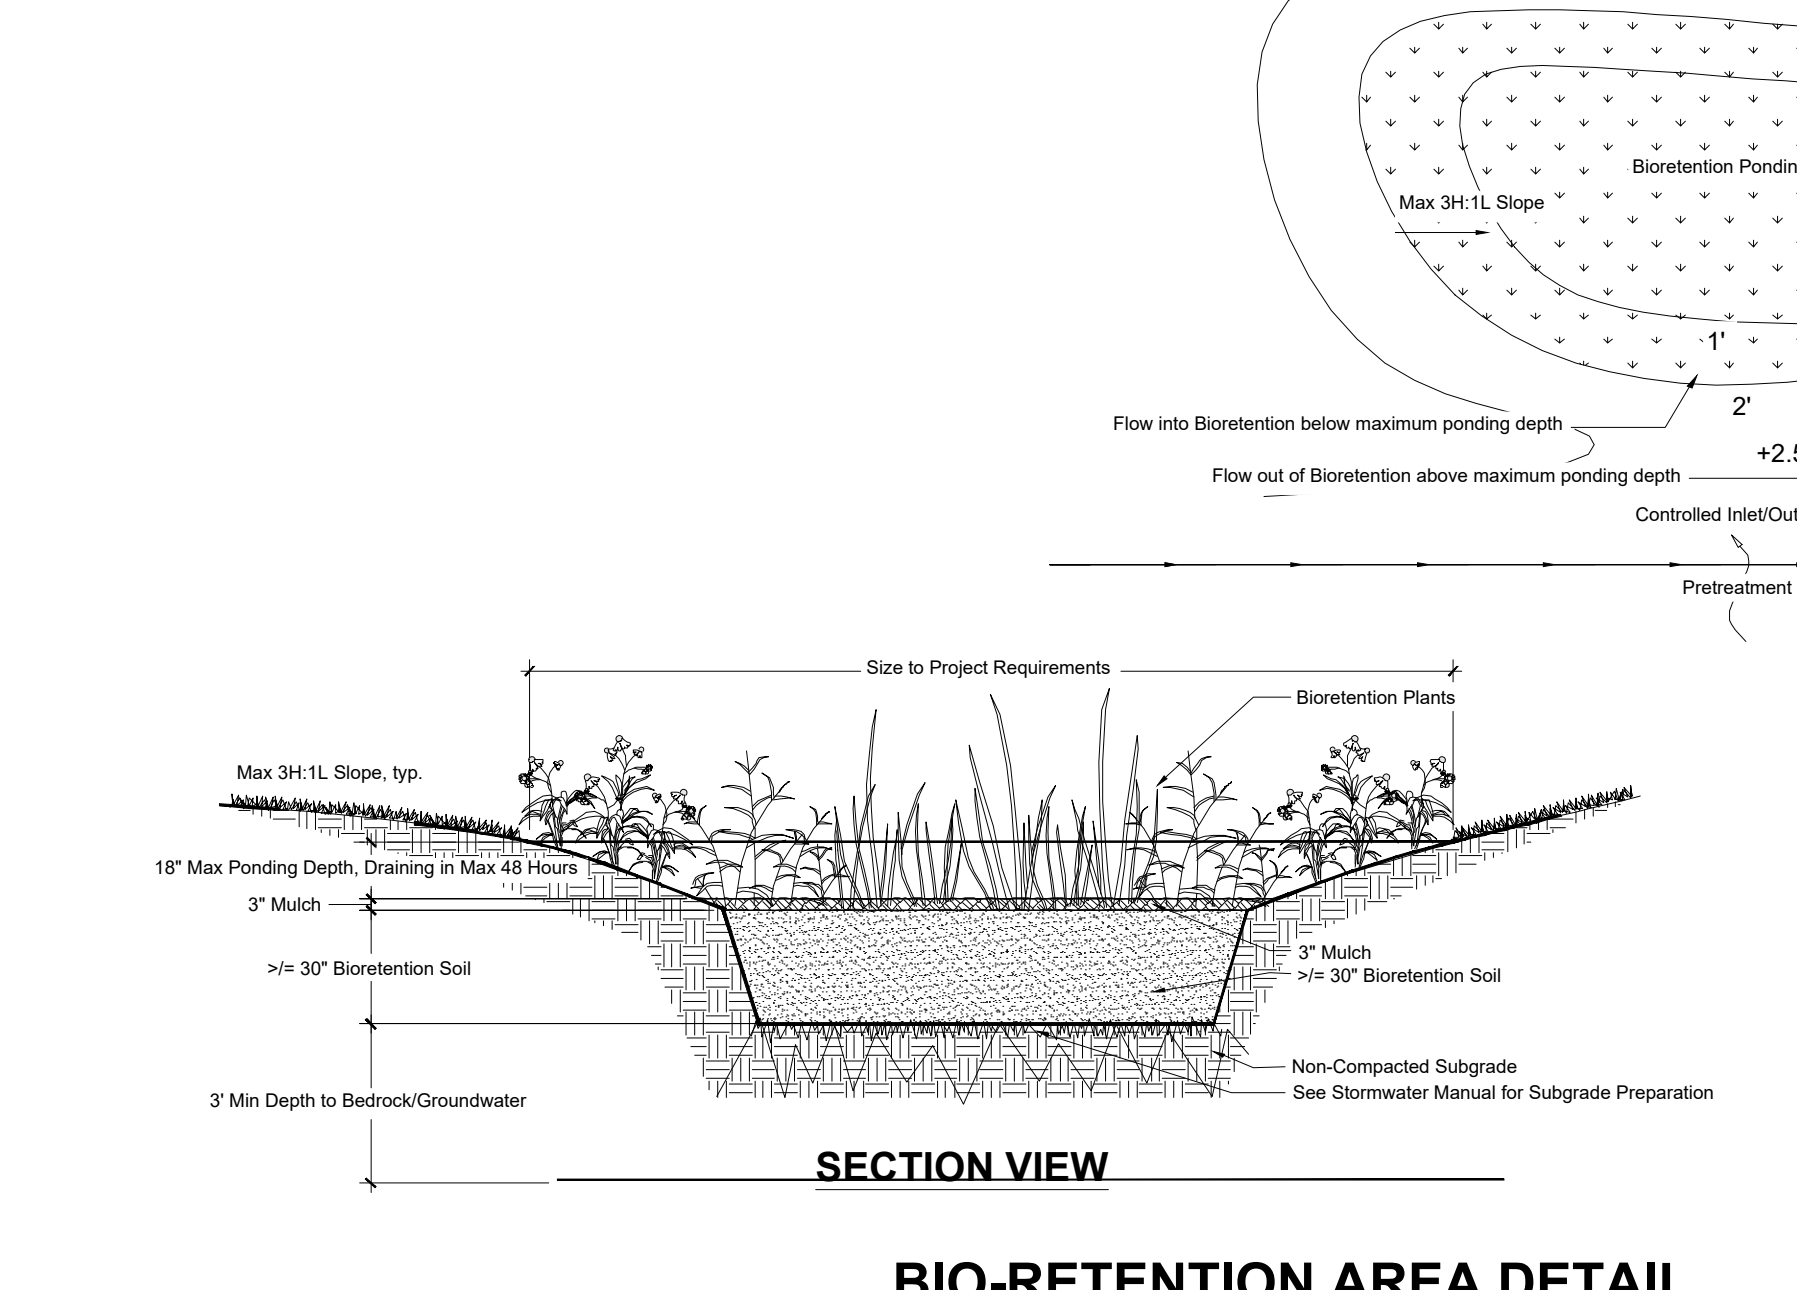 Bioretention Pondin
Max 3H:1L Slope
1'
2'
Flow into Bioretention below maximum ponding depth
+2.5
Flow out of Bioretention above maximum ponding depth
Controlled Inlet/Out
Pretreatment
Size to Project Requirements
Bioretention Plants
Max 3H:1L Slope, typ.
18" Max Ponding Depth, Draining in Max 48 Hours
3" Mulch
>/= 30" Bioretention Soil
3" Mulch
>/= 30" Bioretention Soil
Non-Compacted Subgrade
See Stormwater Manual for Subgrade Preparation
3' Min Depth to Bedrock/Groundwater
SECTION VIEW
BIO-RETENTION AREA DETAIL